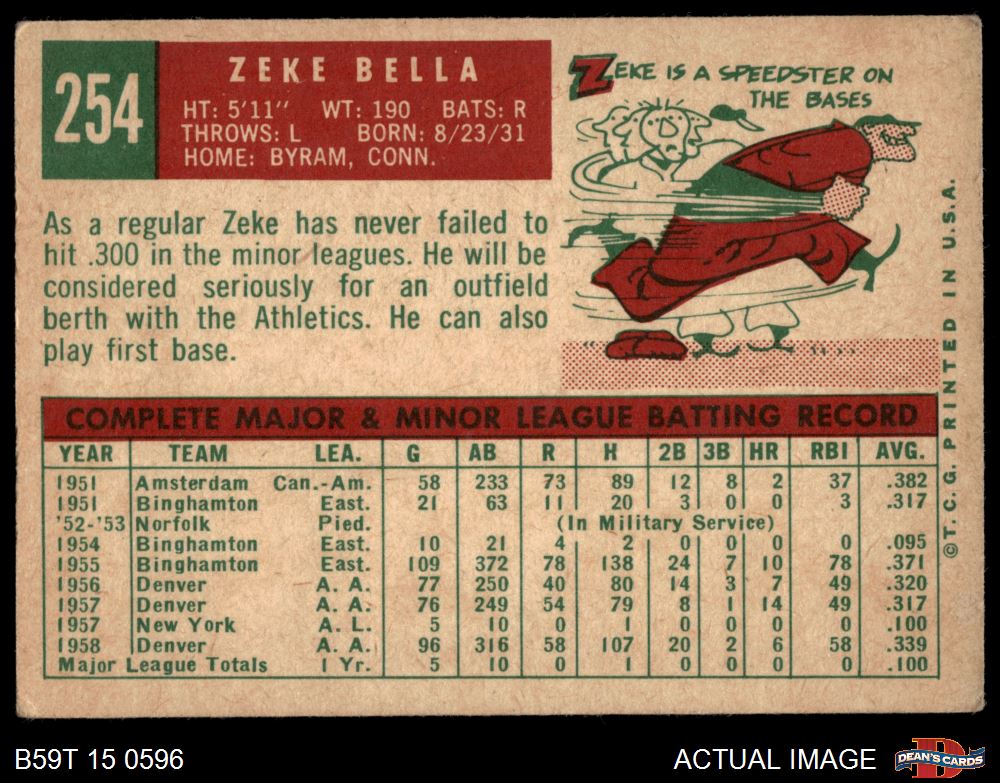 254
ZEKE BELLA
HT: 5'11" WT: 190 BATS: R
THROWS: L BORN: 8/23/31
HOME: BYRAM, CONN.
ZEKE IS A SPEEDSTER ON
THE BASES
As a regular Zeke has never failed to
hit .300 in the minor leagues. He will be
considered seriously for an outfield
berth with the Athletics. He can also
play first base.
COMPLETE MAJOR & MINOR LEAGUE BATTING RECORD
YEAR TEAM LEA. G AB R H 2B 3B HR RBI AVG.
1951 Amsterdam Can.-Am. 58 233 73 89 12 8 2 37 .382
1951 Binghamton East. 21 63 11 20 3 0 0 3 .317
'52-'53 Norfolk Pied. (In Military Service)
1954 Binghamton East. 10 21 4 2 0 0 0 0 .095
1955 Binghamton East. 109 372 78 138 24 7 10 78 .371
1956 Denver A. A. 77 250 40 80 14 3 7 49 .320
1957 Denver A. A. 76 249 54 79 8 1 14 49 .317
1957 New York A. L. 5 10 0 1 0 0 0 0 .100
1958 Denver A. A. 96 316 58 107 20 2 6 58 .339
Major League Totals 1 Yr. 5 10 0 1 0 0 0 0 .100
©T.C.G. PRINTED IN U.S.A.
B59T 15 0596
ACTUAL IMAGE
DEAN'S CARDS